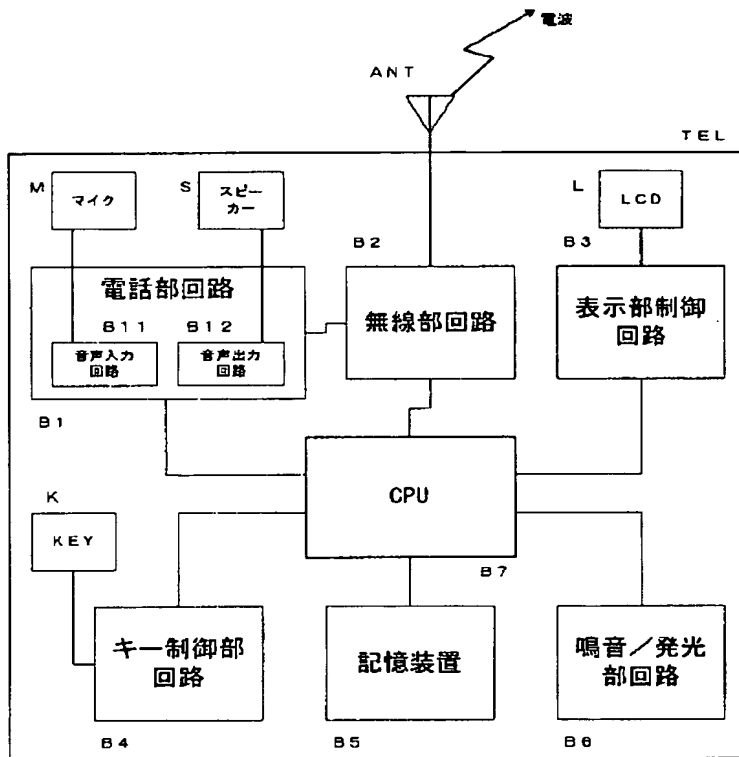 電波
ANT
TEL
M
マイク
S
スピー
カー
L
LCD
B2
B3
電話部回路
B11
B12
音声入力
回路
音声出力
回路
無線部回路
表示部制御
回路
B1
CPU
K
KEY
B7
キー制御部
回路
記憶装置
鳴音/発光
部回路
B4
B5
B6